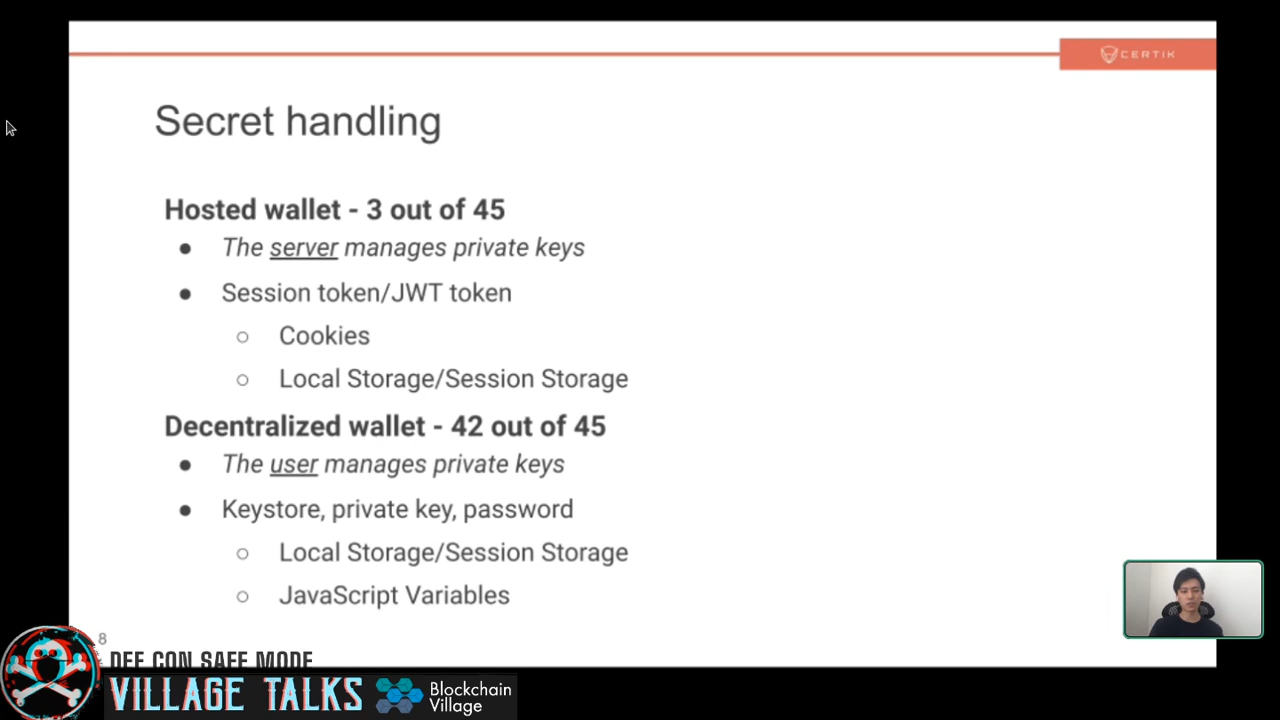 CERTIK
Secret handling
Hosted wallet - 3 out of 45
● The server manages private keys
● Session token/JWT token
○ Cookies
○ Local Storage/Session Storage
Decentralized wallet - 42 out of 45
● The user manages private keys
● Keystore, private key, password
○ Local Storage/Session Storage
○ JavaScript Variables
8
DEF CON SAFE MODE
VILLAGE TALKS
Blockchain
Village